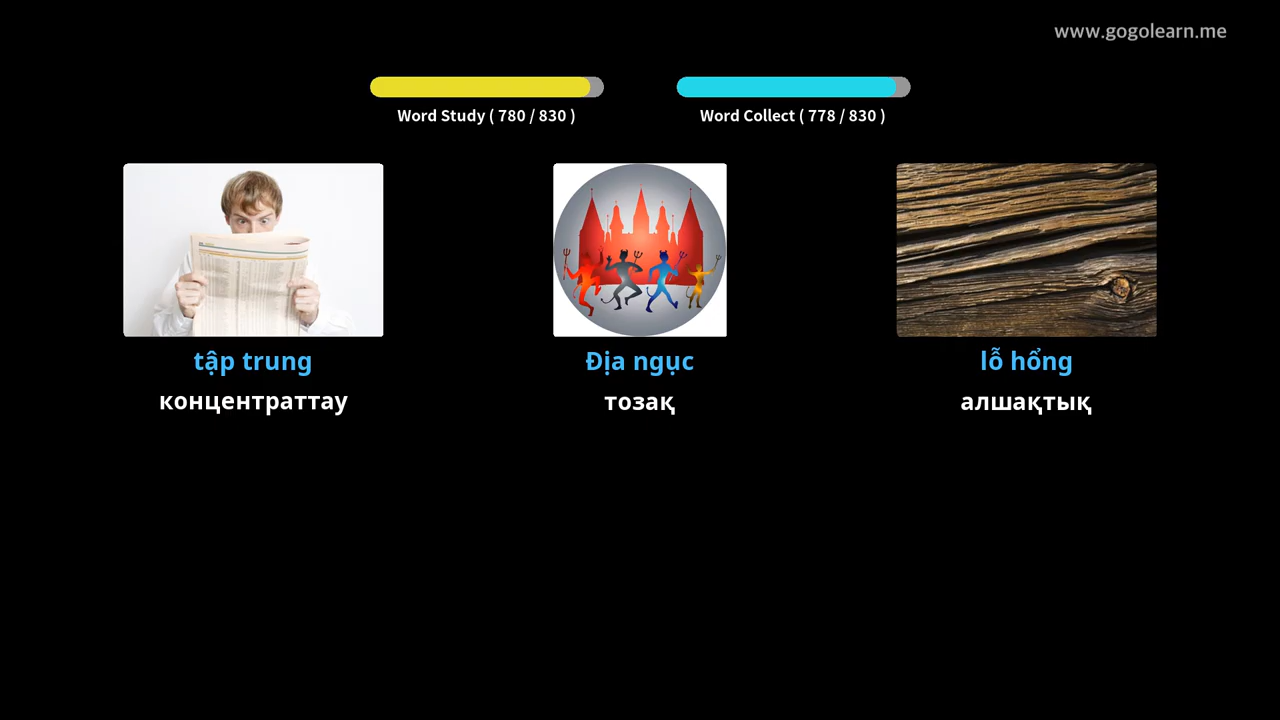 www.gogolearn.me
Word Study ( 780 / 830 )
Word Collect ( 778 / 830 )
tập trung
Địa ngục
lỗ hổng
концентраттау
тозақ
алшақтық